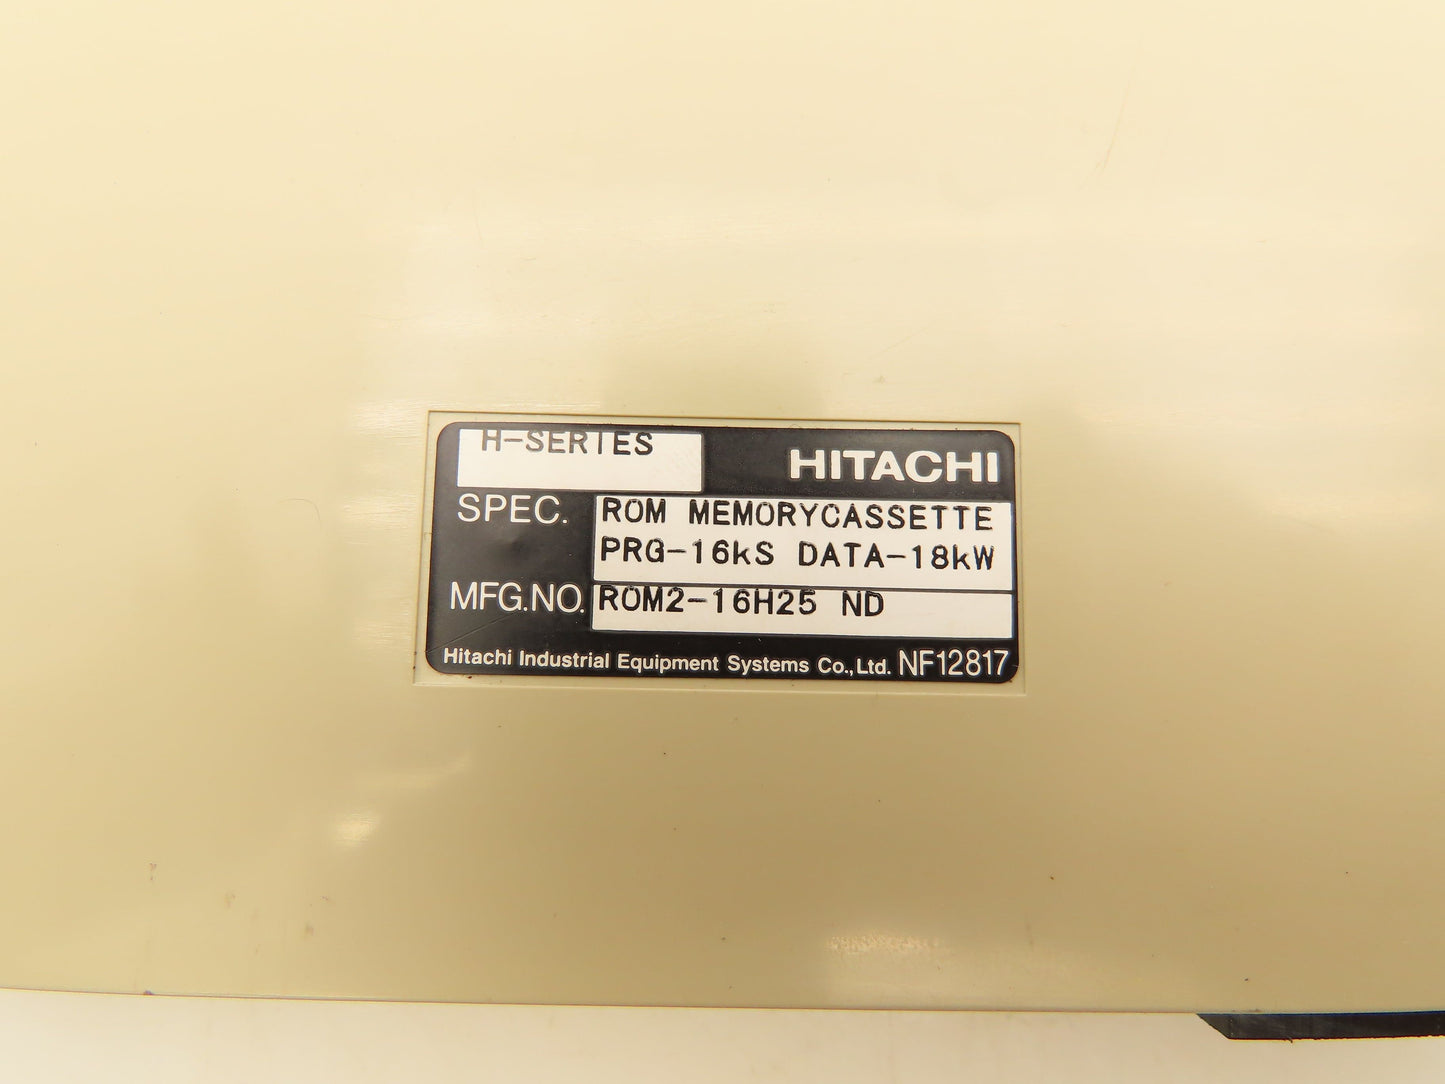 H-SERIES
HITACHI
SPEC. ROM MEMORYCASSETTE
PRG-16kS DATA-18kW
MFG.NO. ROM2-16H25 ND
Hitachi Industrial Equipment Systems Co.,Ltd. NF12817